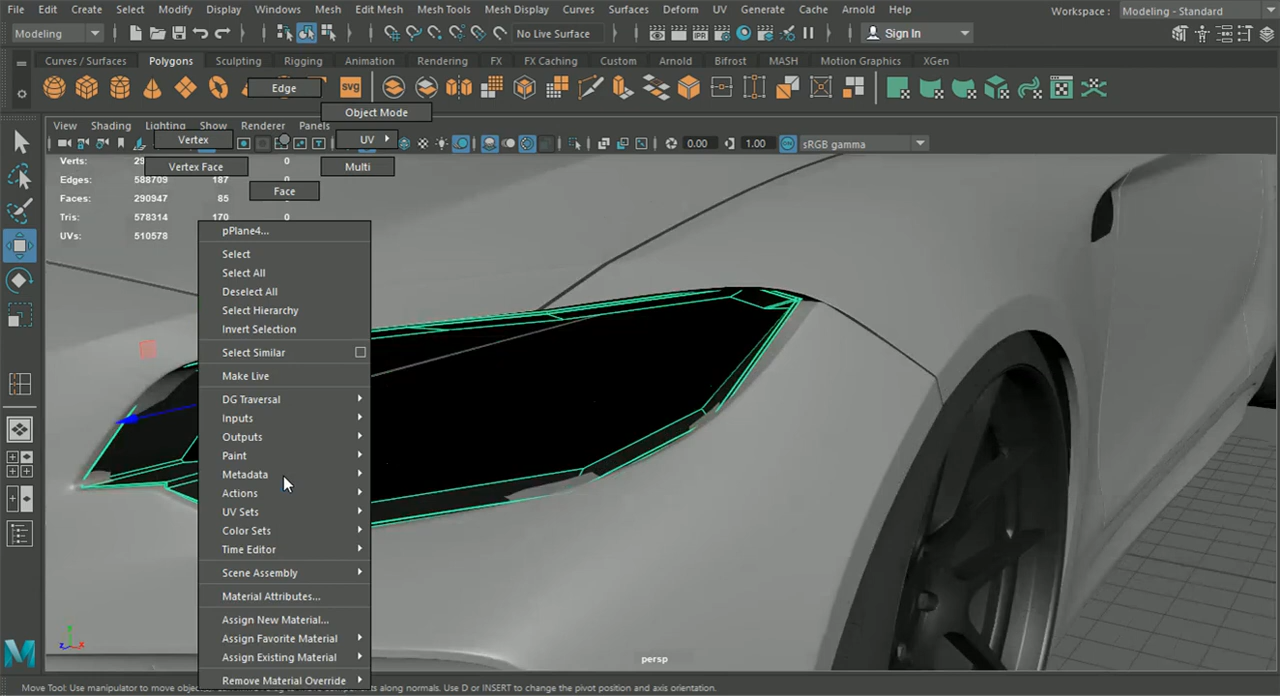 File Edit Create Select Modify Display Windows Mesh Edit Mesh Mesh Tools Mesh Display Curves Surfaces Deform UV Generate Cache Arnold Help Workspace : Modeling - Standard
Modeling No Live Surface Sign In
Curves / Surfaces Polygons Sculpting Rigging Animation Rendering FX FX Caching Custom Arnold Bifrost MASH Motion Graphics XGen
svg
Edge
Object Mode
View Shading Lighting Show Renderer Panels
Vertex UV
0.00 1.00 sRGB gamma
Verts: 29 0
Vertex Face Multi
Edges: 588709 187 0
Faces: 290947 85 0
Face
Tris: 578314 170 0
UVs: 510578
pPlane4...
Select
Select All
Deselect All
Select Hierarchy
Invert Selection
Select Similar
Make Live
DG Traversal
Inputs
Outputs
Paint
Metadata
Actions
UV Sets
Color Sets
Time Editor
Scene Assembly
Material Attributes...
Assign New Material...
Assign Favorite Material
Assign Existing Material
Remove Material Override
persp
Move Tool: Use manipulator to move objec components along normals. Use D or INSERT to change the pivot position and axis orientation.